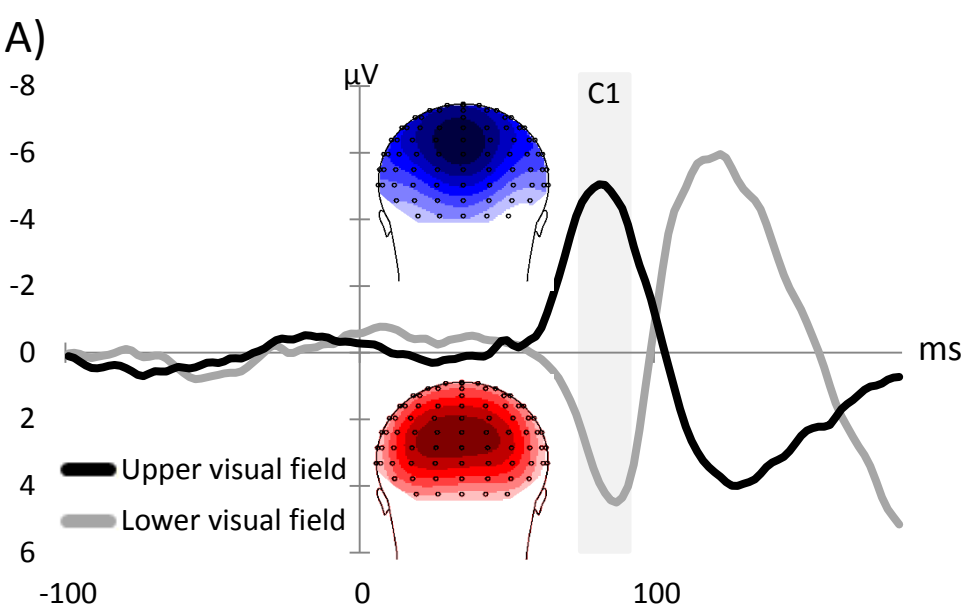 A)
μV
-8
C1
-6
-4
-2
0
ms
2
Upper visual field
4
Lower visual field
6
-100
0
100